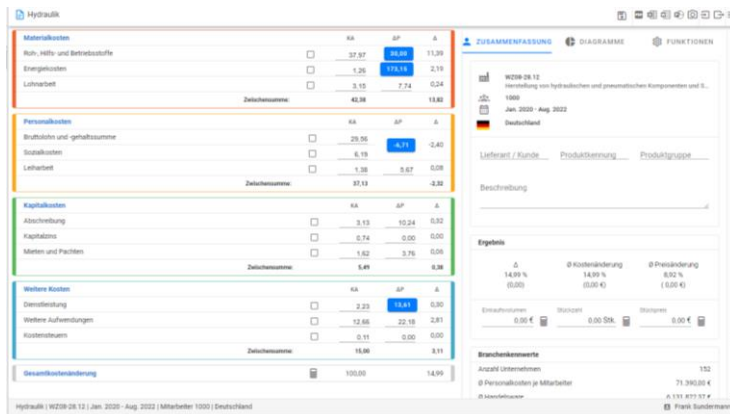 Hydraulik
Materialkosten KA ΔP Δ
Roh-, Hilfs- und Betriebsstoffe 37,97 30,00 11,39
Energiekosten 1,26 173,15 2,19
Lohnarbeit 3,15 7,74 0,24
Zwischensumme: 42,38 13,82
Personalkosten KA ΔP Δ
Bruttolohn und -gehaltssumme 29,56
-6,71 -2,40
Sozialkosten 6,19
Leiharbeit 1,38 5.67 0,08
Zwischensumme: 37,13 -2,32
Kapitalkosten KA ΔP Δ
Abschreibung 3.13 10.24 0,32
Kapitalzins 0,74 0.00 0,00
Mieten und Pachten 1,62 3,76 0,06
Zwischensumme: 5,49 0,38
Weitere Kosten KA ΔP Δ
Dienstleistung 2.23 13,61 0,30
Weitere Aufwendungen 12,66 22,18 2,81
Kostensteuern 0.11 0.00 0,00
Zwischensumme: 15,00 3,11
Gesamtkostenänderung 100,00 14,99
ZUSAMMENFASSUNG DIAGRAMME FUNKTIONEN
WZ08-28.12
Herstellung von hydraulischen und pneumatischen Komponenten und S...
1000
Jan. 2020 - Aug. 2022
Deutschland
Lieferant / Kunde Produktkennung Produktgruppe
Beschreibung
Ergebnis
Δ Ø Kostenänderung Ø Preisänderung
14,99 % 14,99 % 8,92 %
(0,00) (0,00 €) ( 0,00 €)
Einkaufsvolumen Stückzahl Stückpreis
0.00 € 0.00 Stk. 0.00 €
Branchenkennwerte
Anzahl Unternehmen 152
Ø Personalkosten je Mitarbeiter 71.390,00 €
Ø Handelsware
Hydraulik | WZ08-28.12 | Jan. 2020 - Aug. 2022 | Mitarbeiter 1000 | Deutschland
Frank Sundermann